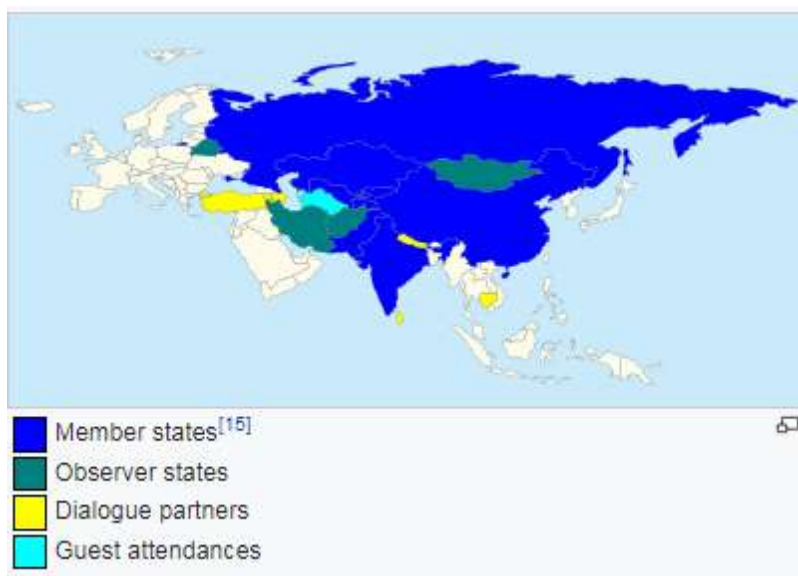 Member states[15]
Observer states
Dialogue partners
Guest attendances